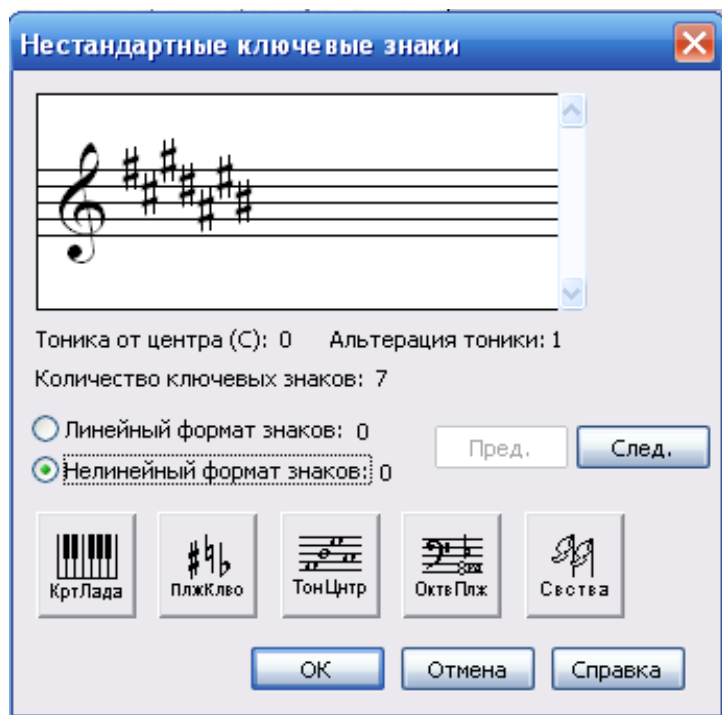 Нестандартные ключевые знаки
Тоника от центра (C): 0 Альтерация тоники: 1
Количество ключевых знаков: 7
Линейный формат знаков: 0
Нелинейный формат знаков: 0
Пред. След.
КртЛада ПлжКлво ТонЦнтр ОктвПлж Свства
ОК Отмена Справка